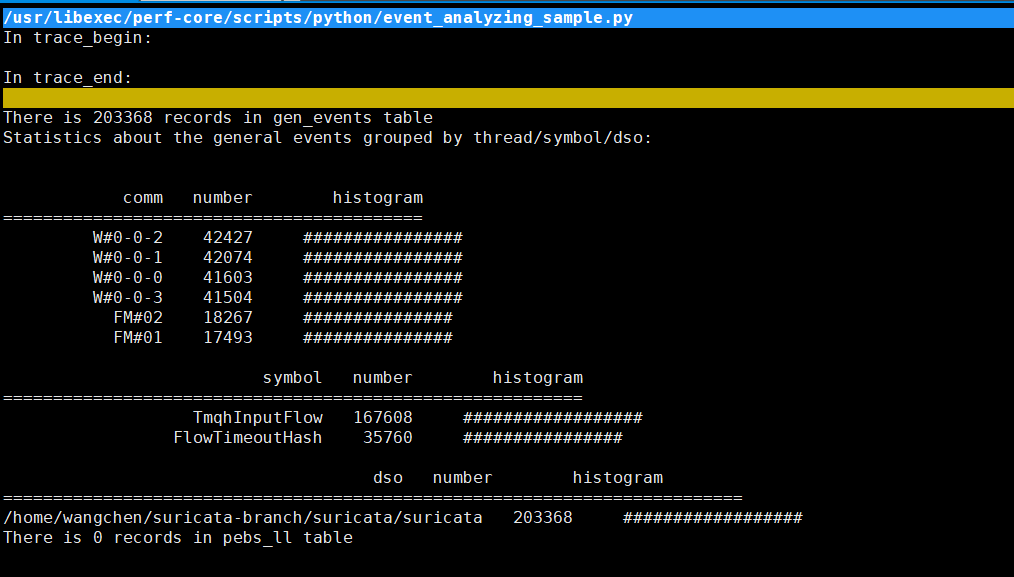 /usr/libexec/perf-core/scripts/python/event_analyzing_sample.py
In trace_begin:
In trace_end:
There is 203368 records in gen_events table
Statistics about the general events grouped by thread/symbol/dso:
comm number histogram
==========================================
W#0-0-2 42427 ################
W#0-0-1 42074 ################
W#0-0-0 41603 ################
W#0-0-3 41504 ################
FM#02 18267 ###############
FM#01 17493 ###############
symbol number histogram
==========================================================
TmqhInputFlow 167608 ##################
FlowTimeoutHash 35760 ################
dso number histogram
==========================================================================
/home/wangchen/suricata-branch/suricata/suricata 203368 ##################
There is 0 records in pebs_ll table